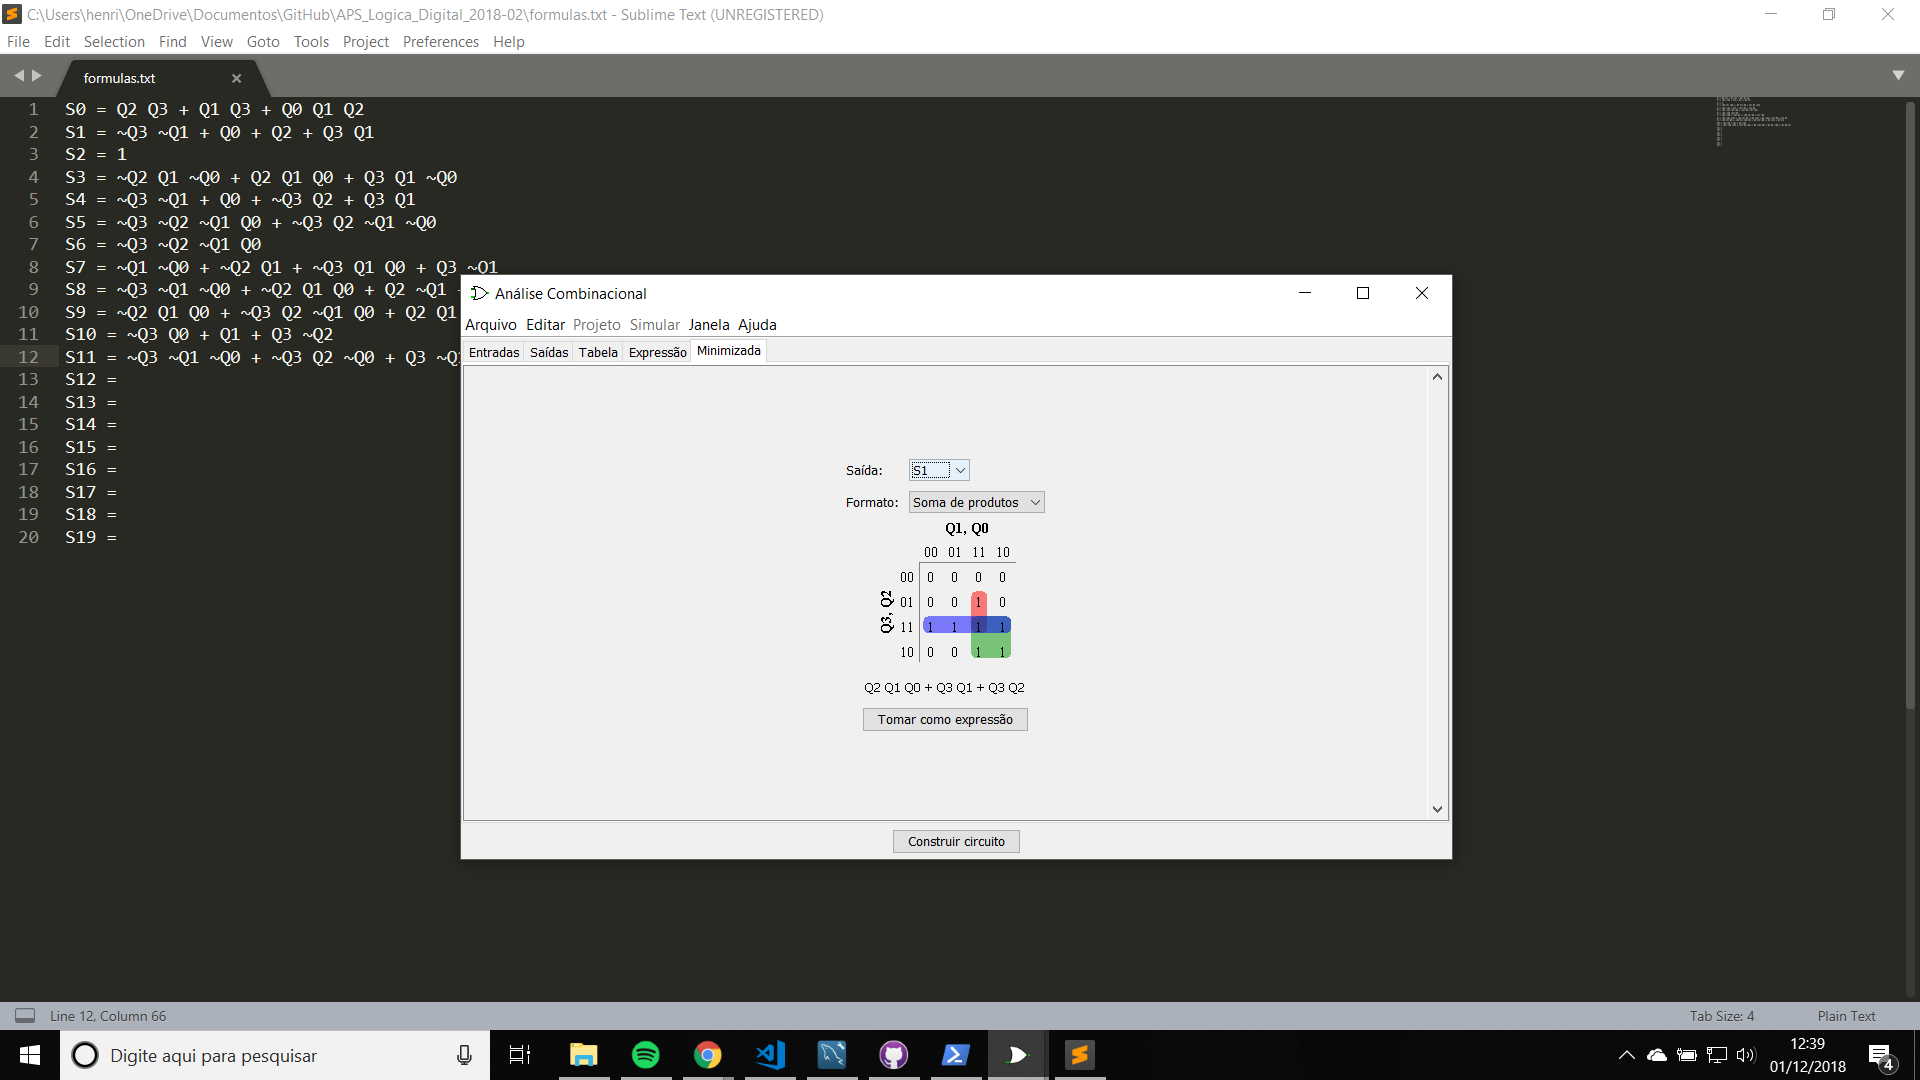 C:\Users\henri\OneDrive\Documentos\GitHub\APS_Logica_Digital_2018-02\formulas.txt - Sublime Text (UNREGISTERED)
File Edit Selection Find View Goto Tools Project Preferences Help
formulas.txt
1 S0 = Q2 Q3 + Q1 Q3 + Q0 Q1 Q2
2 S1 = ~Q3 ~Q1 + Q0 + Q2 + Q3 Q1
3 S2 = 1
4 S3 = ~Q2 Q1 ~Q0 + Q2 Q1 Q0 + Q3 Q1 ~Q0
5 S4 = ~Q3 ~Q1 + Q0 + ~Q3 Q2 + Q3 Q1
6 S5 = ~Q3 ~Q2 ~Q1 Q0 + ~Q3 Q2 ~Q1 ~Q0
7 S6 = ~Q3 ~Q2 ~Q1 Q0
8 S7 = ~Q1 ~Q0 + ~Q2 Q1 + ~Q3 Q1 Q0 + Q3 ~Q1
9 S8 = ~Q3 ~Q1 ~Q0 + ~Q2 Q1 Q0 + Q2 ~Q1
10 S9 = ~Q2 Q1 Q0 + ~Q3 Q2 ~Q1 Q0 + Q2 Q1
11 S10 = ~Q3 Q0 + Q1 + Q3 ~Q2
12 S11 = ~Q3 ~Q1 ~Q0 + ~Q3 Q2 ~Q0 + Q3 ~Q1
13 S12 =
14 S13 =
15 S14 =
16 S15 =
17 S16 =
18 S17 =
19 S18 =
20 S19 =
Análise Combinacional
Arquivo Editar Projeto Simular Janela Ajuda
Entradas Saídas Tabela Expressão Minimizada
Saída: S1
Formato: Soma de produtos
Q1, Q0
00 01 11 10
Q3, Q2
00 0 0 0 0
01 0 0 1 0
11 1 1 1 1
10 0 0 1 1
Q2 Q1 Q0 + Q3 Q1 + Q3 Q2
Tomar como expressão
Construir circuito
Line 12, Column 66
Tab Size: 4
Plain Text
Digite aqui para pesquisar
12:39
01/12/2018
4